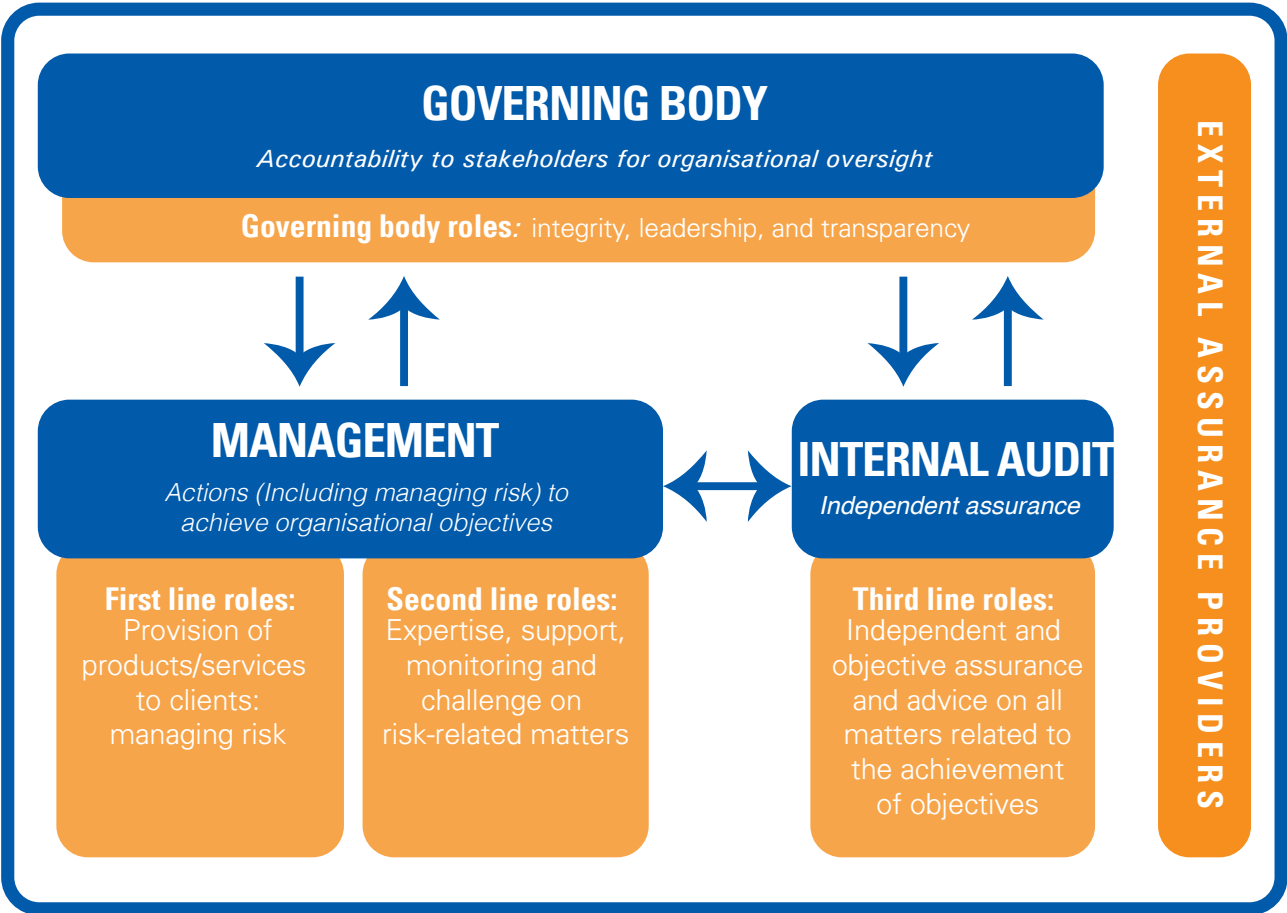 GOVERNING BODY
Accountability to stakeholders for organisational oversight
Governing body roles: integrity, leadership, and transparency
MANAGEMENT
Actions (Including managing risk) to
achieve organisational objectives
INTERNAL AUDIT
Independent assurance
First line roles:
Provision of
products/services
to clients:
managing risk
Second line roles:
Expertise, support,
monitoring and
challenge on
risk-related matters
Third line roles:
Independent and
objective assurance
and advice on all
matters related to
the achievement
of objectives
EXTERNAL ASSURANCE PROVIDERS